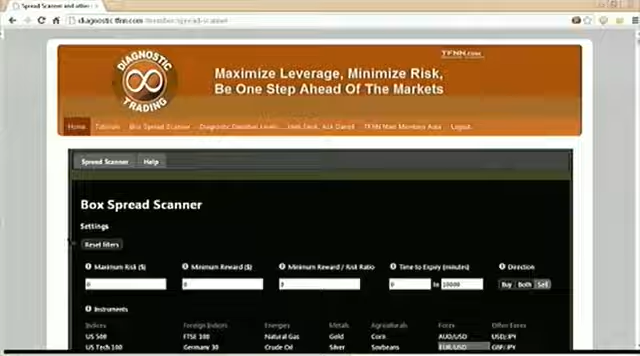 Spread Scanner and other
diagnostic.tfnn.com/member/spread-scanner
DIAGNOSTIC
TRADING
TFNN.com
Maximize Leverage, Minimize Risk,
Be One Step Ahead Of The Markets
Home Tutorials Box Spread Scanner TFNN Main Members Area Logout
Spread Scanner Help
Box Spread Scanner
Settings
Reset filters
Maximum Risk ($) Minimum Reward ($) Minimum Reward / Risk Ratio Time to Expiry (minutes) Direction
0 0 0 0 to 10000 Buy Both Sell
Instruments
Indices Foreign Indices Energies Metals Agriculturals Forex Other Forex
US 500 FTSE 100 Natural Gas Gold Corn AUD/USD USD/JPY
US Tech 100 Germany 30 Crude Oil Silver Soybeans EUR/USD GBP/JPY